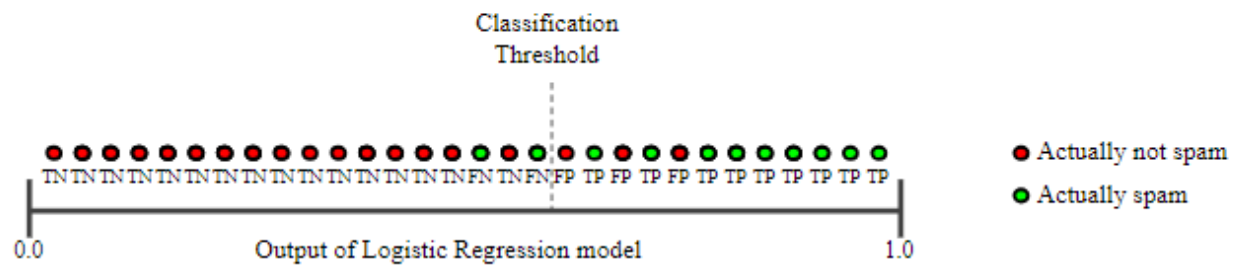 Classification
Threshold
TN TN TN TN TN TN TN TN TN TN TN TN TN TN TN FN TN FN FP TP FP TP FP TP TP TP TP TP TP TP
Actually not spam
Actually spam
0.0 Output of Logistic Regression model 1.0